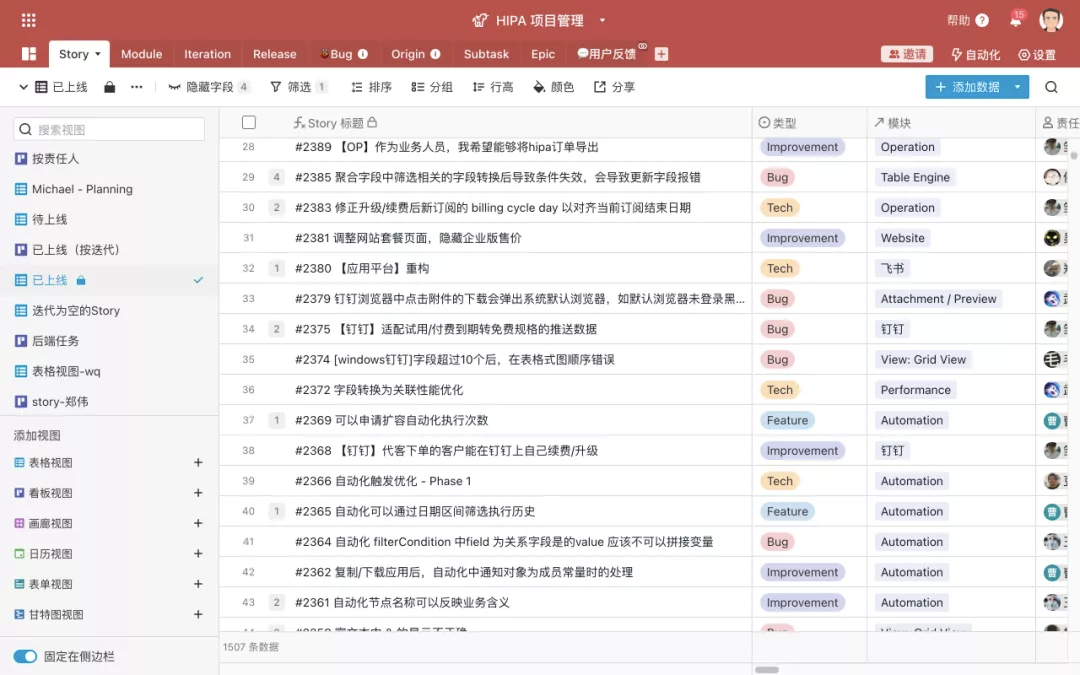 HIPA 项目管理
帮助
15
Story
Module
Iteration
Release
Bug
Origin
Subtask
Epic
用户反馈
邀请
自动化
设置
已上线
隐藏字段 4
筛选 1
排序
分组
行高
颜色
分享
添加数据
搜索视图
按责任人
Michael - Planning
待上线
已上线（按迭代）
已上线
迭代为空的Story
后端任务
表格视图-wq
story-郑伟
添加视图
表格视图
看板视图
画廊视图
日历视图
表单视图
甘特图视图
固定在侧边栏
Story 标题 类型 模块 责任
28 #2389 【OP】作为业务人员，我希望能够将hipa订单导出 Improvement Operation
29 4 #2385 聚合字段中筛选相关的字段转换后导致条件失效，会导致更新字段报错 Bug Table Engine
30 2 #2383 修正升级/续费后新订阅的 billing cycle day 以对齐当前订阅结束日期 Tech Operation
31 #2381 调整网站套餐页面，隐藏企业版售价 Improvement Website
32 1 #2380 【应用平台】重构 Tech 飞书
33 #2379 钉钉浏览器中点击附件的下载会弹出系统默认浏览器，如默认浏览器未登录黑... Bug Attachment / Preview
34 2 #2375 【钉钉】适配试用/付费到期转免费规格的推送数据 Bug 钉钉
35 #2374 [windows钉钉]字段超过10个后，在表格式图顺序错误 Bug View: Grid View
36 #2372 字段转换为关联性能优化 Tech Performance
37 1 #2369 可以申请扩容自动化执行次数 Feature Automation
38 #2368 【钉钉】代客下单的客户能在钉钉上自己续费/升级 Improvement 钉钉
39 #2366 自动化触发优化 - Phase 1 Tech Automation
40 1 #2365 自动化可以通过日期区间筛选执行历史 Feature Automation
41 #2364 自动化 filterCondition 中field 为关系字段是的value 应该不可以拼接变量 Bug Automation
42 #2362 复制/下载应用后，自动化中通知对象为成员常量时的处理 Improvement Automation
43 2 #2361 自动化节点名称可以反映业务含义 Improvement Automation
1507 条数据